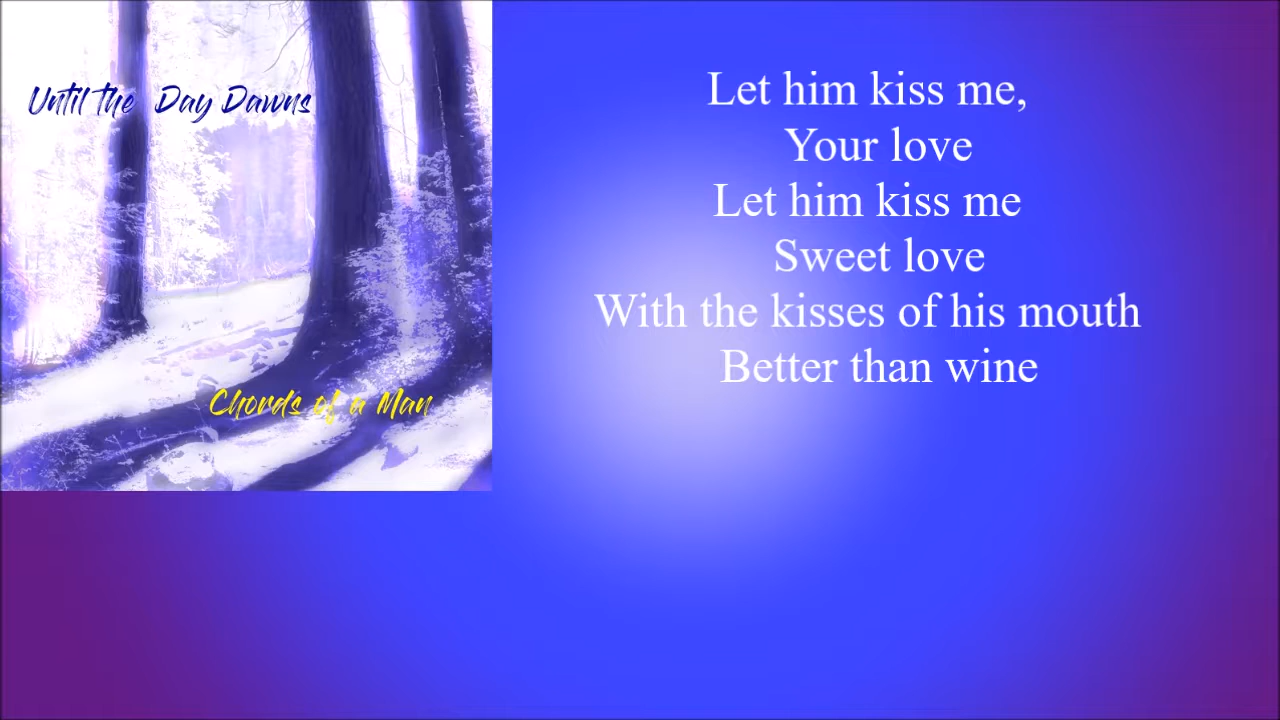 Until the Day Dawns
Chords of a Man
Let him kiss me,
Your love
Let him kiss me
Sweet love
With the kisses of his mouth
Better than wine